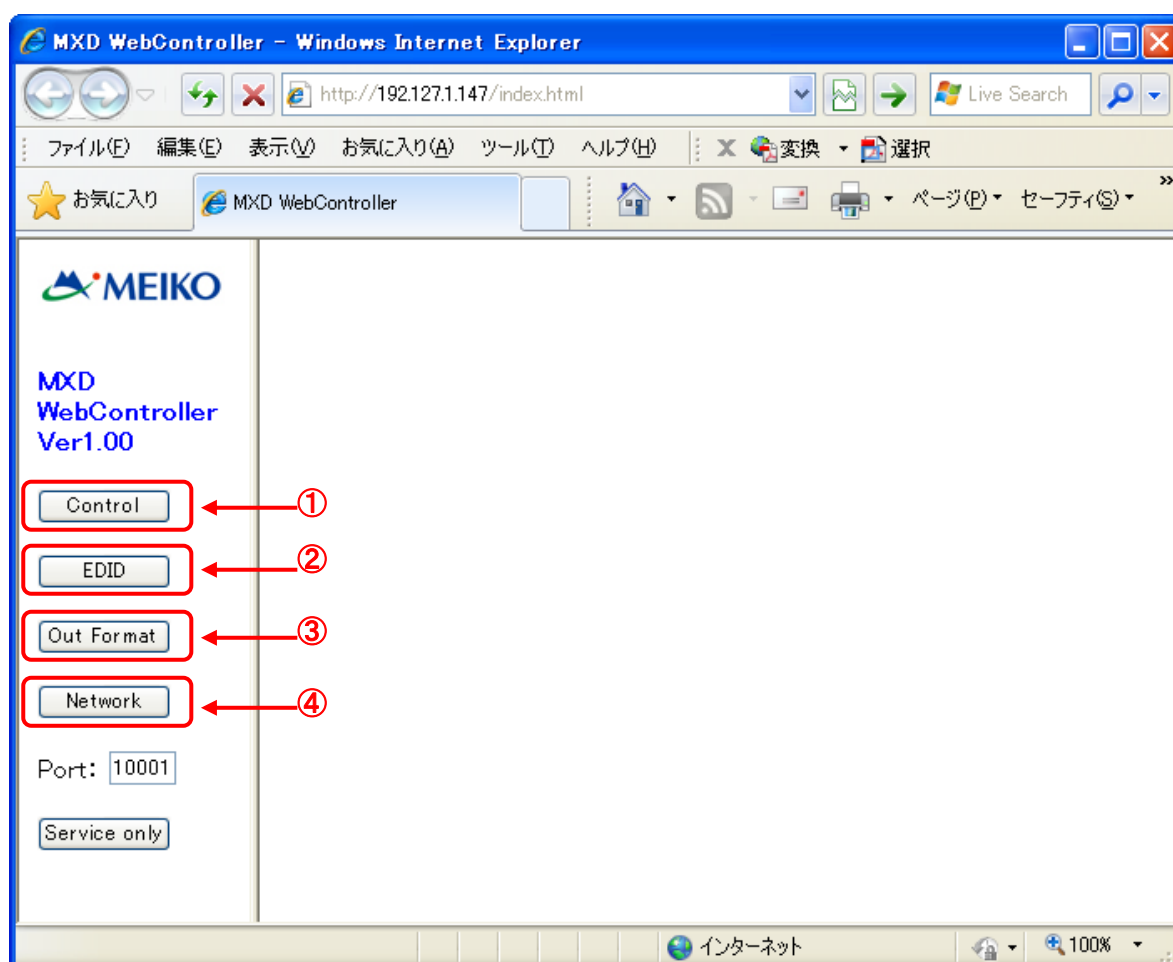 MXD WebController - Windows Internet Explorer
http://192.127.1.147/index.html
Live Search
ファイル(F) 編集(E) 表示(V) お気に入り(A) ツール(T) ヘルプ(H) X 変換 選択
お気に入り MXD WebController ページ(P) セーフティ(S) »
MEIKO
MXD
WebController
Ver1.00
Control ①
EDID ②
Out Format ③
Network ④
Port: 10001
Service only
インターネット 100%